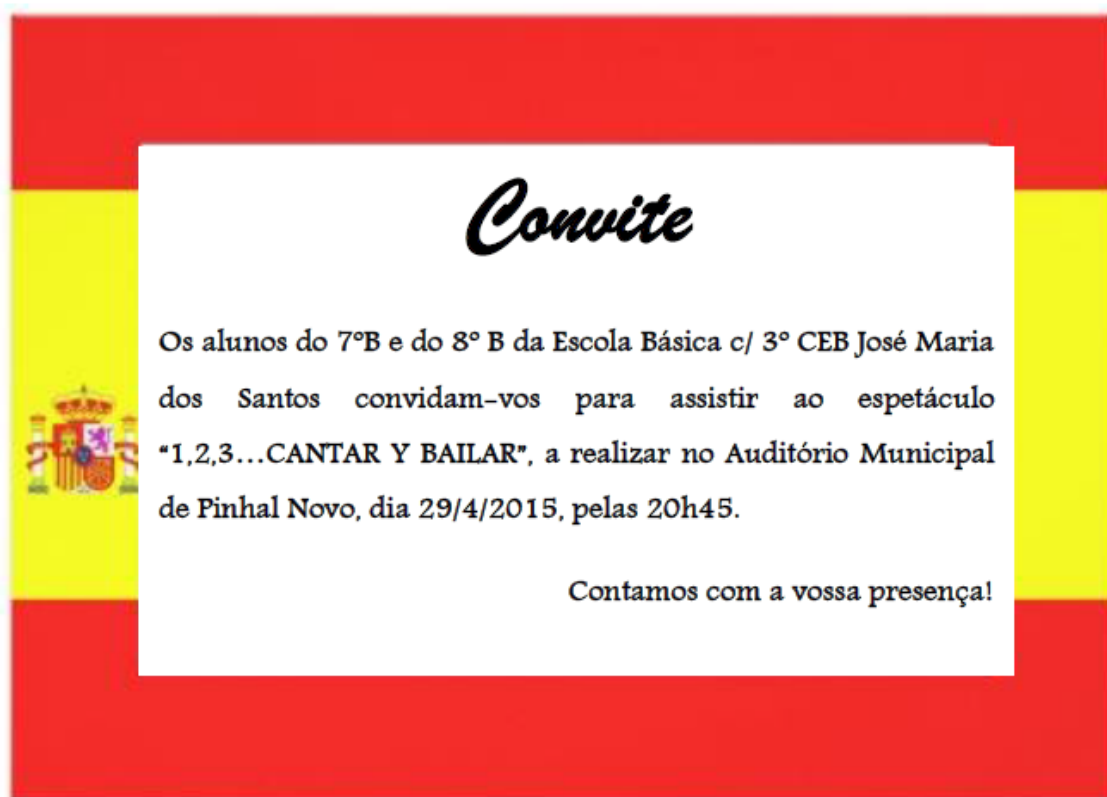 Convite
Os alunos do 7ºB e do 8º B da Escola Básica c/ 3º CEB José Maria
dos Santos convidam-vos para assistir ao espetáculo
“1,2,3...CANTAR Y BAILAR”, a realizar no Auditório Municipal
de Pinhal Novo, dia 29/4/2015, pelas 20h45.
Contamos com a vossa presença!